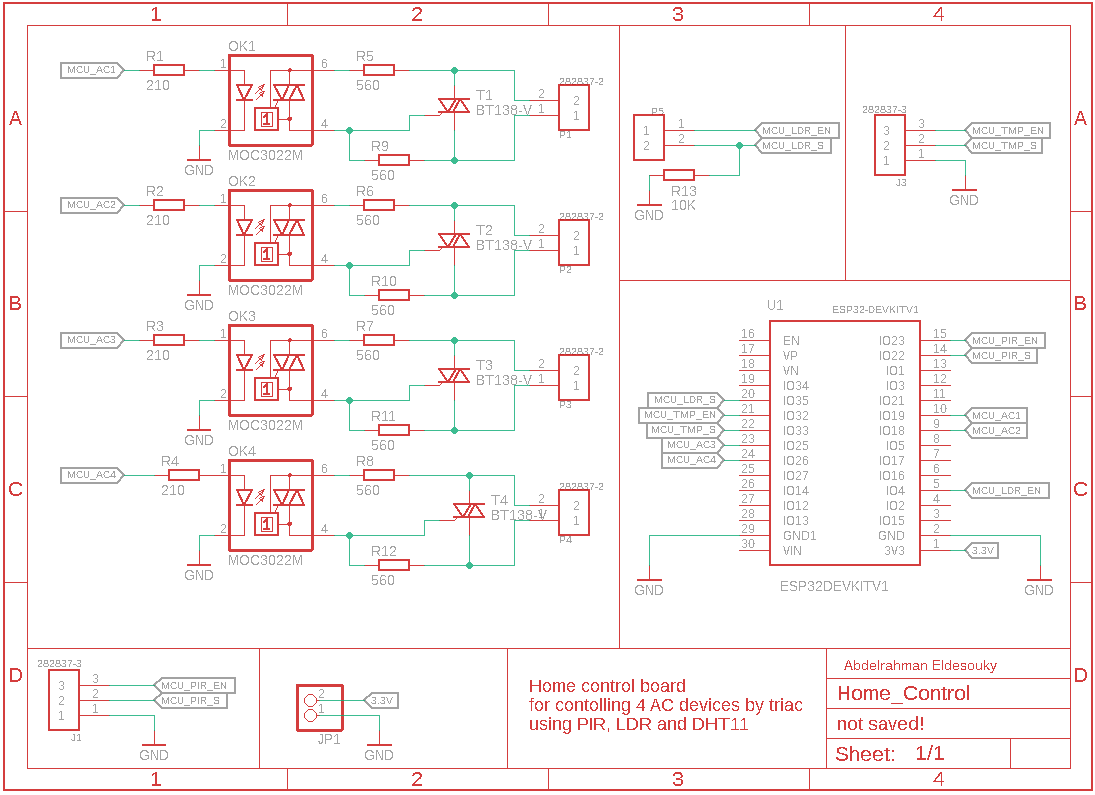 1 2 3 4
A B C D
A B C D
1 2 3 4
MCU_AC1
R1
210
OK1
1
2
6
4
1
MOC3022M
GND
R5
560
R9
560
T1
BT138-V
282837-2
2
1
2
1
P1
MCU_AC2
R2
210
OK2
1
2
6
4
1
MOC3022M
GND
R6
560
R10
560
T2
BT138-V
282837-2
2
1
2
1
P2
MCU_AC3
R3
210
OK3
1
2
6
4
1
MOC3022M
GND
R7
560
R11
560
T3
BT138-V
282837-2
2
1
2
1
P3
MCU_AC4
R4
210
OK4
1
2
6
4
1
MOC3022M
GND
R8
560
R12
560
T4
BT138-V
282837-2
2
1
2
1
P4
P5
1 1 MCU_LDR_EN
2 2 MCU_LDR_S
R13
10K
GND
282837-3
3 3 MCU_TMP_EN
2 2 MCU_TMP_S
1 1
J3
GND
U1
ESP32-DEVKITV1
16 EN IO23 15 MCU_PIR_EN
17 VP IO22 14 MCU_PIR_S
18 VN IO1 13
19 IO34 IO3 12
MCU_LDR_S 20 IO35 IO21 11
MCU_TMP_EN 21 IO32 IO19 10 MCU_AC1
MCU_TMP_S 22 IO33 IO18 9 MCU_AC2
MCU_AC3 23 IO25 IO5 8
MCU_AC4 24 IO26 IO17 7
25 IO27 IO16 6
26 IO14 IO4 5 MCU_LDR_EN
27 IO12 IO2 4
28 IO13 IO15 3
29 GND1 GND 2
30 VIN 3V3 1 3.3V
GND
GND
ESP32DEVKITV1
282837-3
3 3 MCU_PIR_EN
2 2 MCU_PIR_S
1 1
J1
GND
2 3.3V
1
JP1
GND
Home control board
for contolling 4 AC devices by triac
using PIR, LDR and DHT11
Abdelrahman Eldesouky
Home_Control
not saved!
Sheet: 1/1